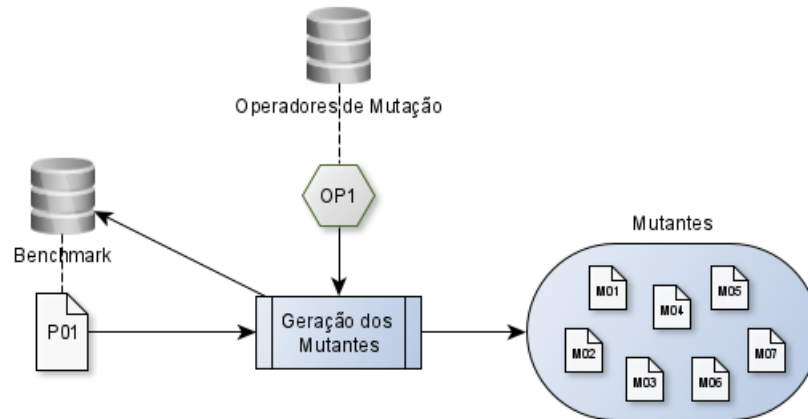 Operadores de Mutação
OP1
Benchmark
P01
Geração dos
Mutantes
Mutantes
M01
M04
M05
M02
M03
M06
M07